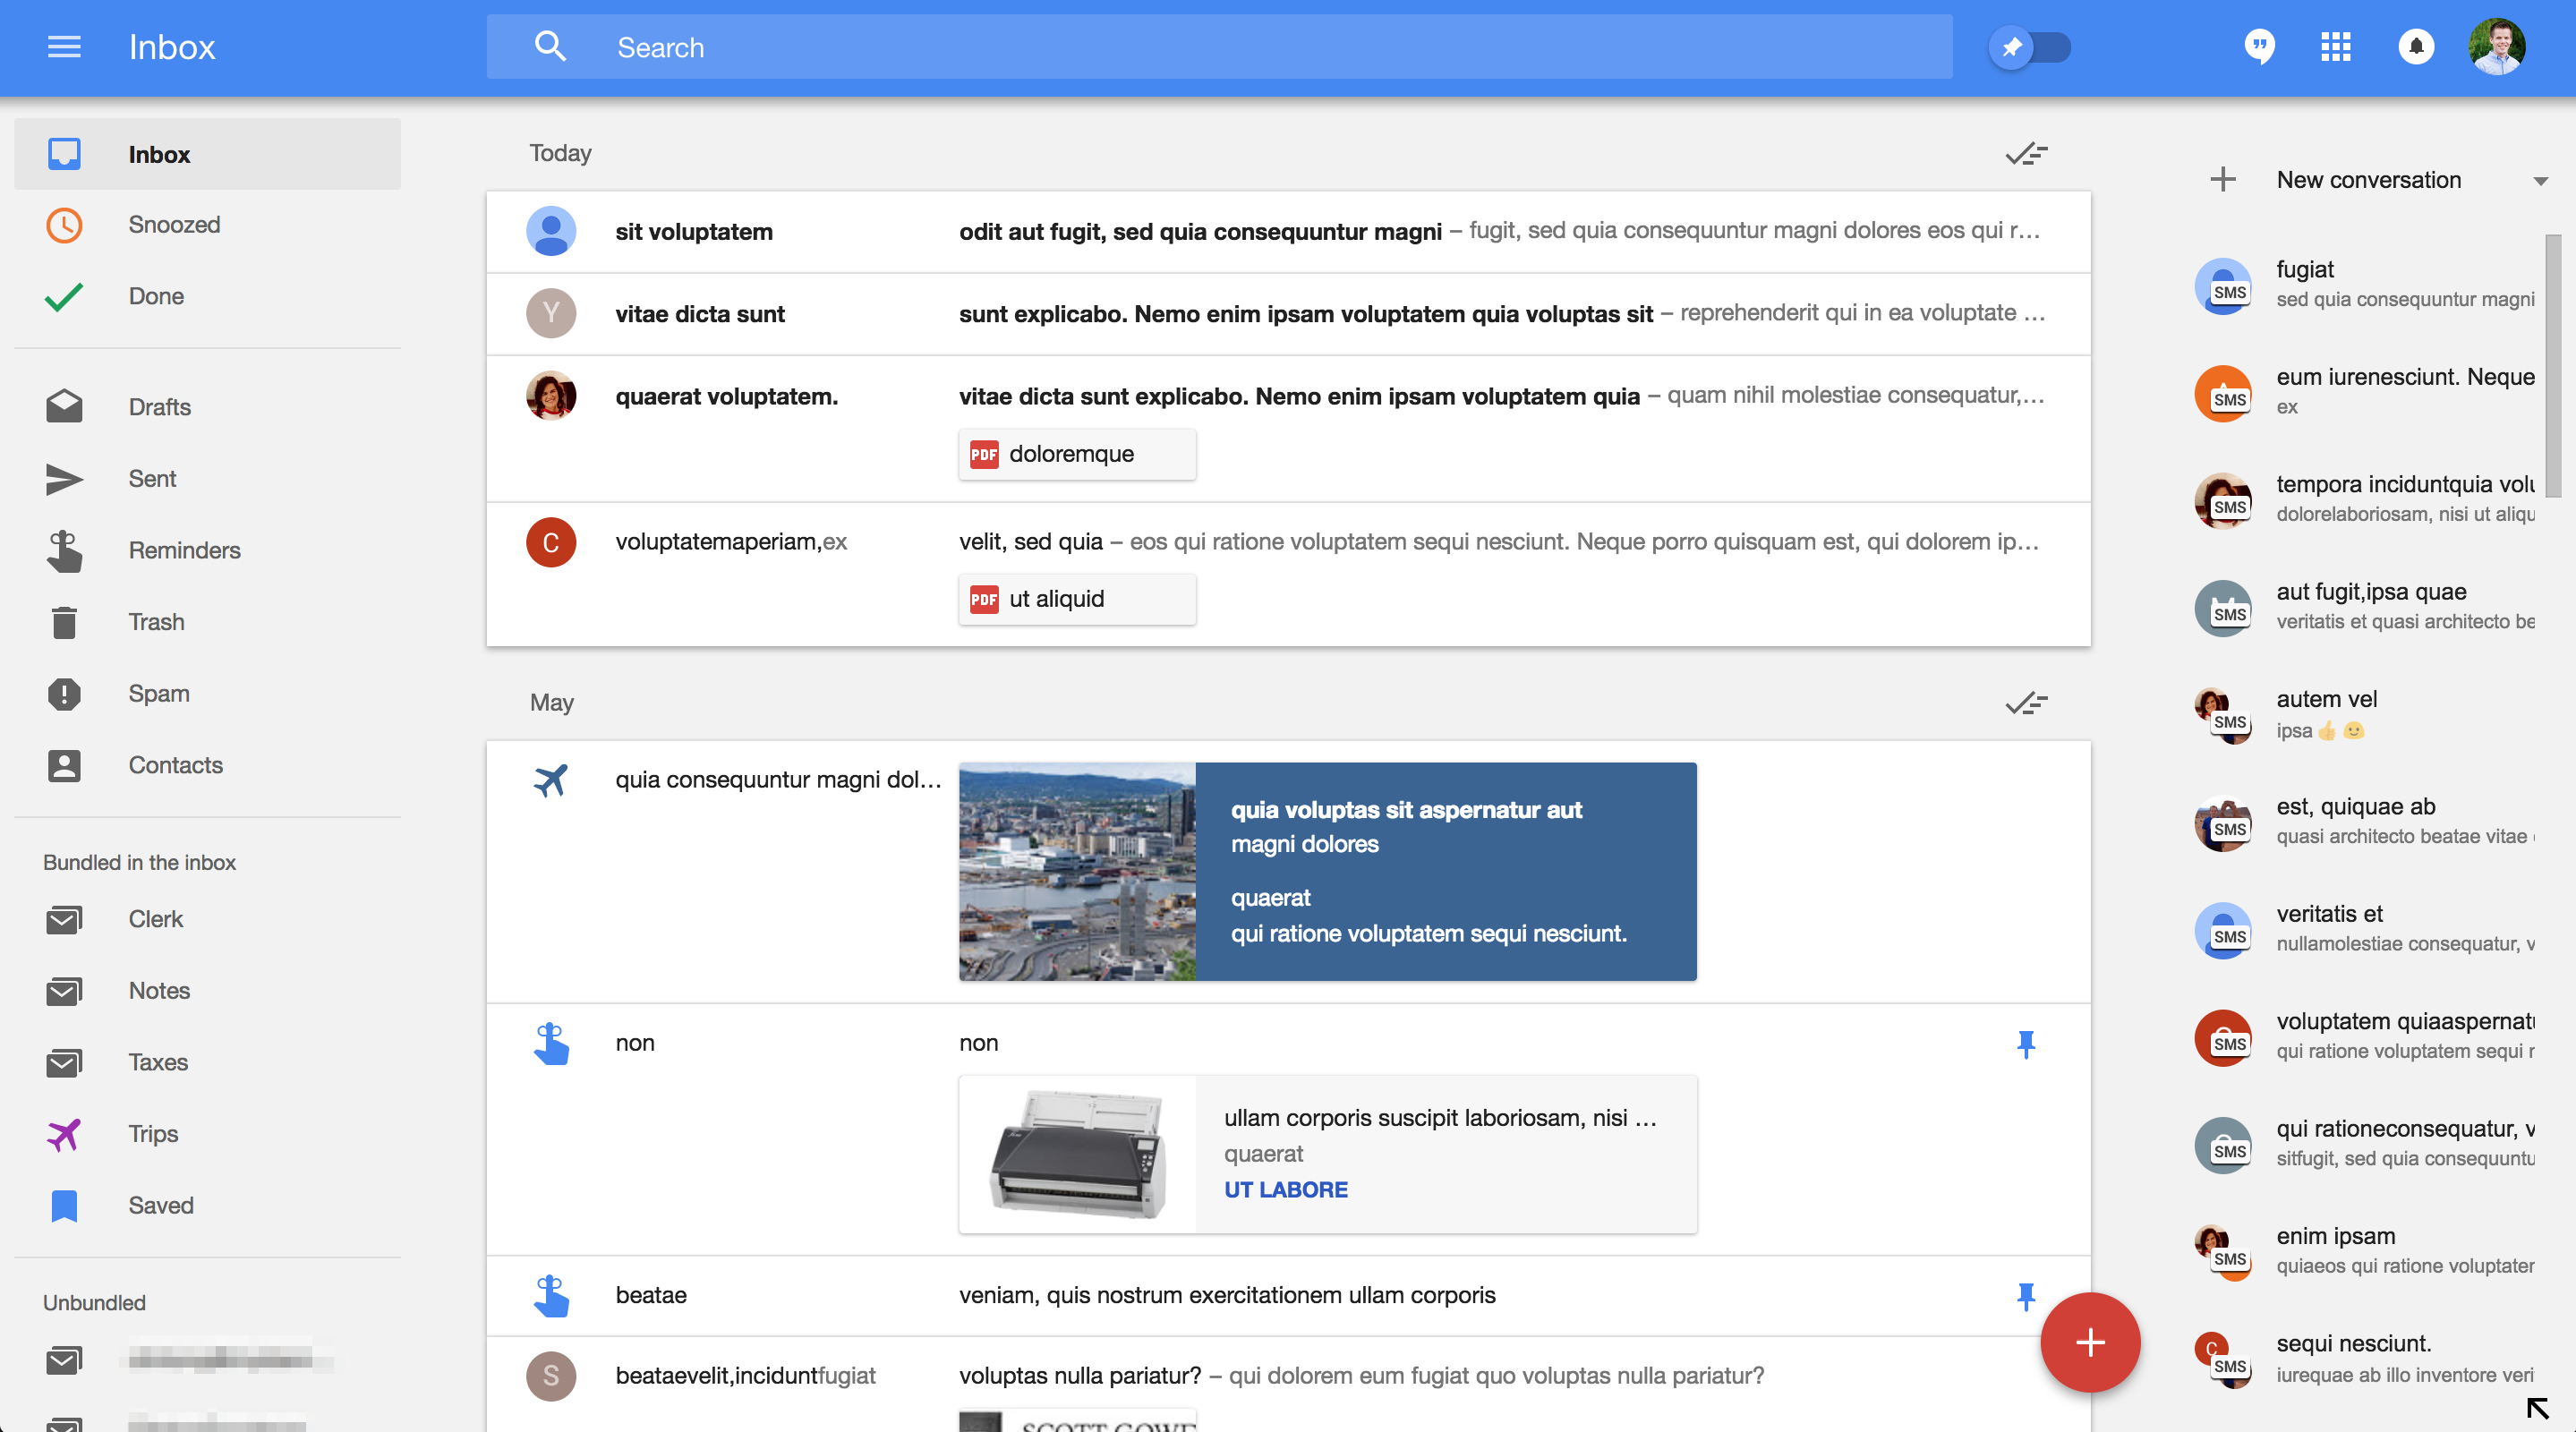 Inbox
Search
Inbox
Snoozed
Done
Drafts
Sent
Reminders
Trash
Spam
Contacts
Bundled in the inbox
Clerk
Notes
Taxes
Trips
Saved
Unbundled
Today
sit voluptatem
odit aut fugit, sed quia consequuntur magni – fugit, sed quia consequuntur magni dolores eos qui r…
Y
vitae dicta sunt
sunt explicabo. Nemo enim ipsam voluptatem quia voluptas sit – reprehenderit qui in ea voluptate …
quaerat voluptatem.
vitae dicta sunt explicabo. Nemo enim ipsam voluptatem quia – quam nihil molestiae consequatur,…
PDF doloremque
C
voluptatemaperiam,ex
velit, sed quia – eos qui ratione voluptatem sequi nesciunt. Neque porro quisquam est, qui dolorem ip…
PDF ut aliquid
May
quia consequuntur magni dol…
quia voluptas sit aspernatur aut
magni dolores
quaerat
qui ratione voluptatem sequi nesciunt.
non
non
ullam corporis suscipit laboriosam, nisi …
quaerat
UT LABORE
beatae
veniam, quis nostrum exercitationem ullam corporis
S
beataevelit,inciduntfugiat
voluptas nulla pariatur? – qui dolorem eum fugiat quo voluptas nulla pariatur?
SCOTT GOWE
New conversation
SMS
fugiat
sed quia consequuntur magni
SMS
eum iurenesciunt. Neque
ex
SMS
tempora inciduntquia volu
dolorelaboriosam, nisi ut aliqu
SMS
aut fugit,ipsa quae
veritatis et quasi architecto be
SMS
autem vel
ipsa 👍 🙂
SMS
est, quiquae ab
quasi architecto beatae vitae
SMS
veritatis et
nullamolestiae consequatur, v
SMS
voluptatem quiaaspernatu
qui ratione voluptatem sequi r
SMS
qui rationeconsequatur, v
sitfugit, sed quia consequuntu
SMS
enim ipsam
quiaeos qui ratione voluptater
C
SMS
sequi nesciunt.
iurequae ab illo inventore veri